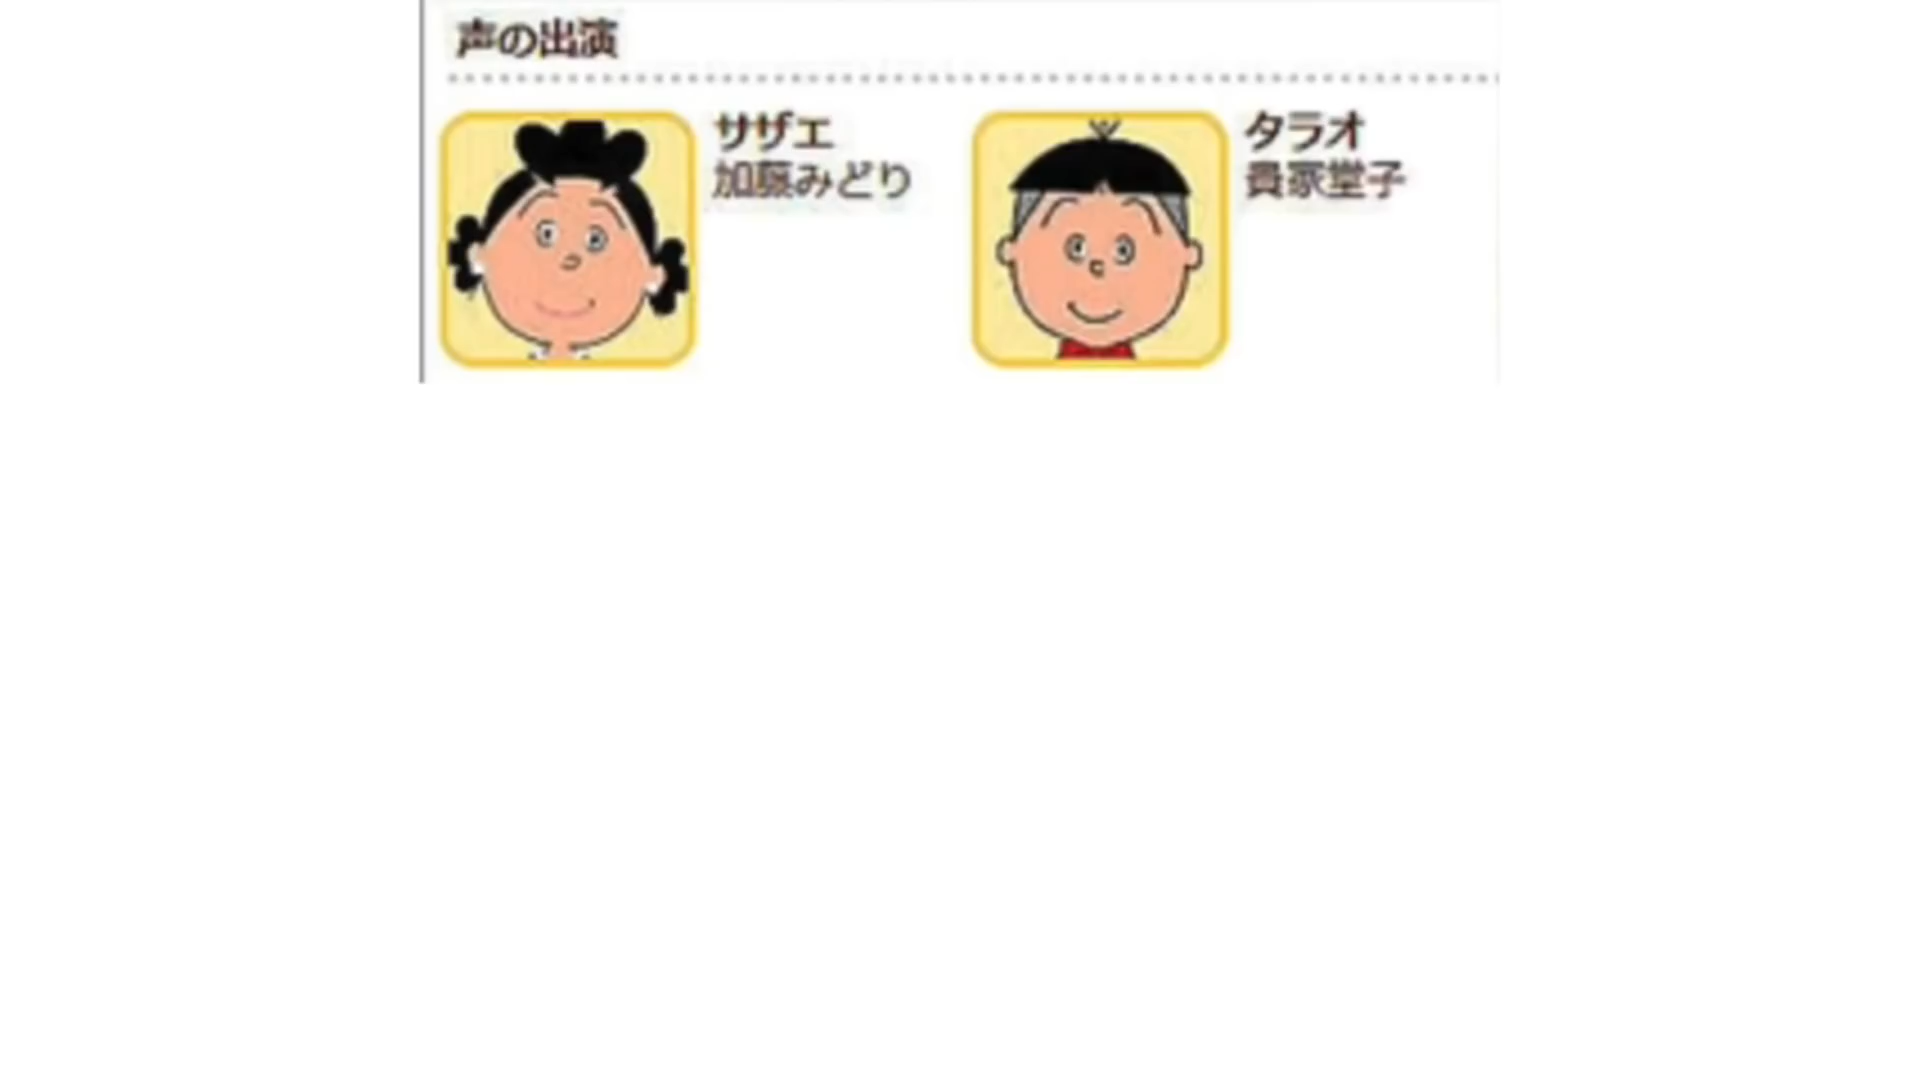 声の出演
サザエ
加藤みどり
タラオ
貴家堂子